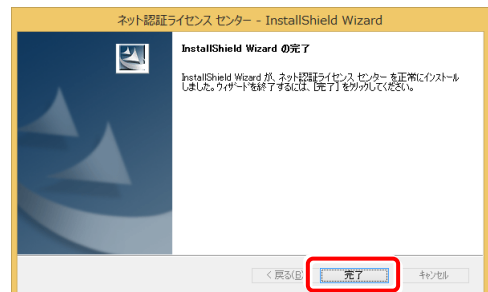 ネット認証ライセンス センター - InstallShield Wizard
InstallShield Wizard の完了
InstallShield Wizard が、ネット認証ライセンス センター を正常にインストール
しました。ウィザードを終了するには、[完了] をクリックしてください。
< 戻る(B)
完了
キャンセル